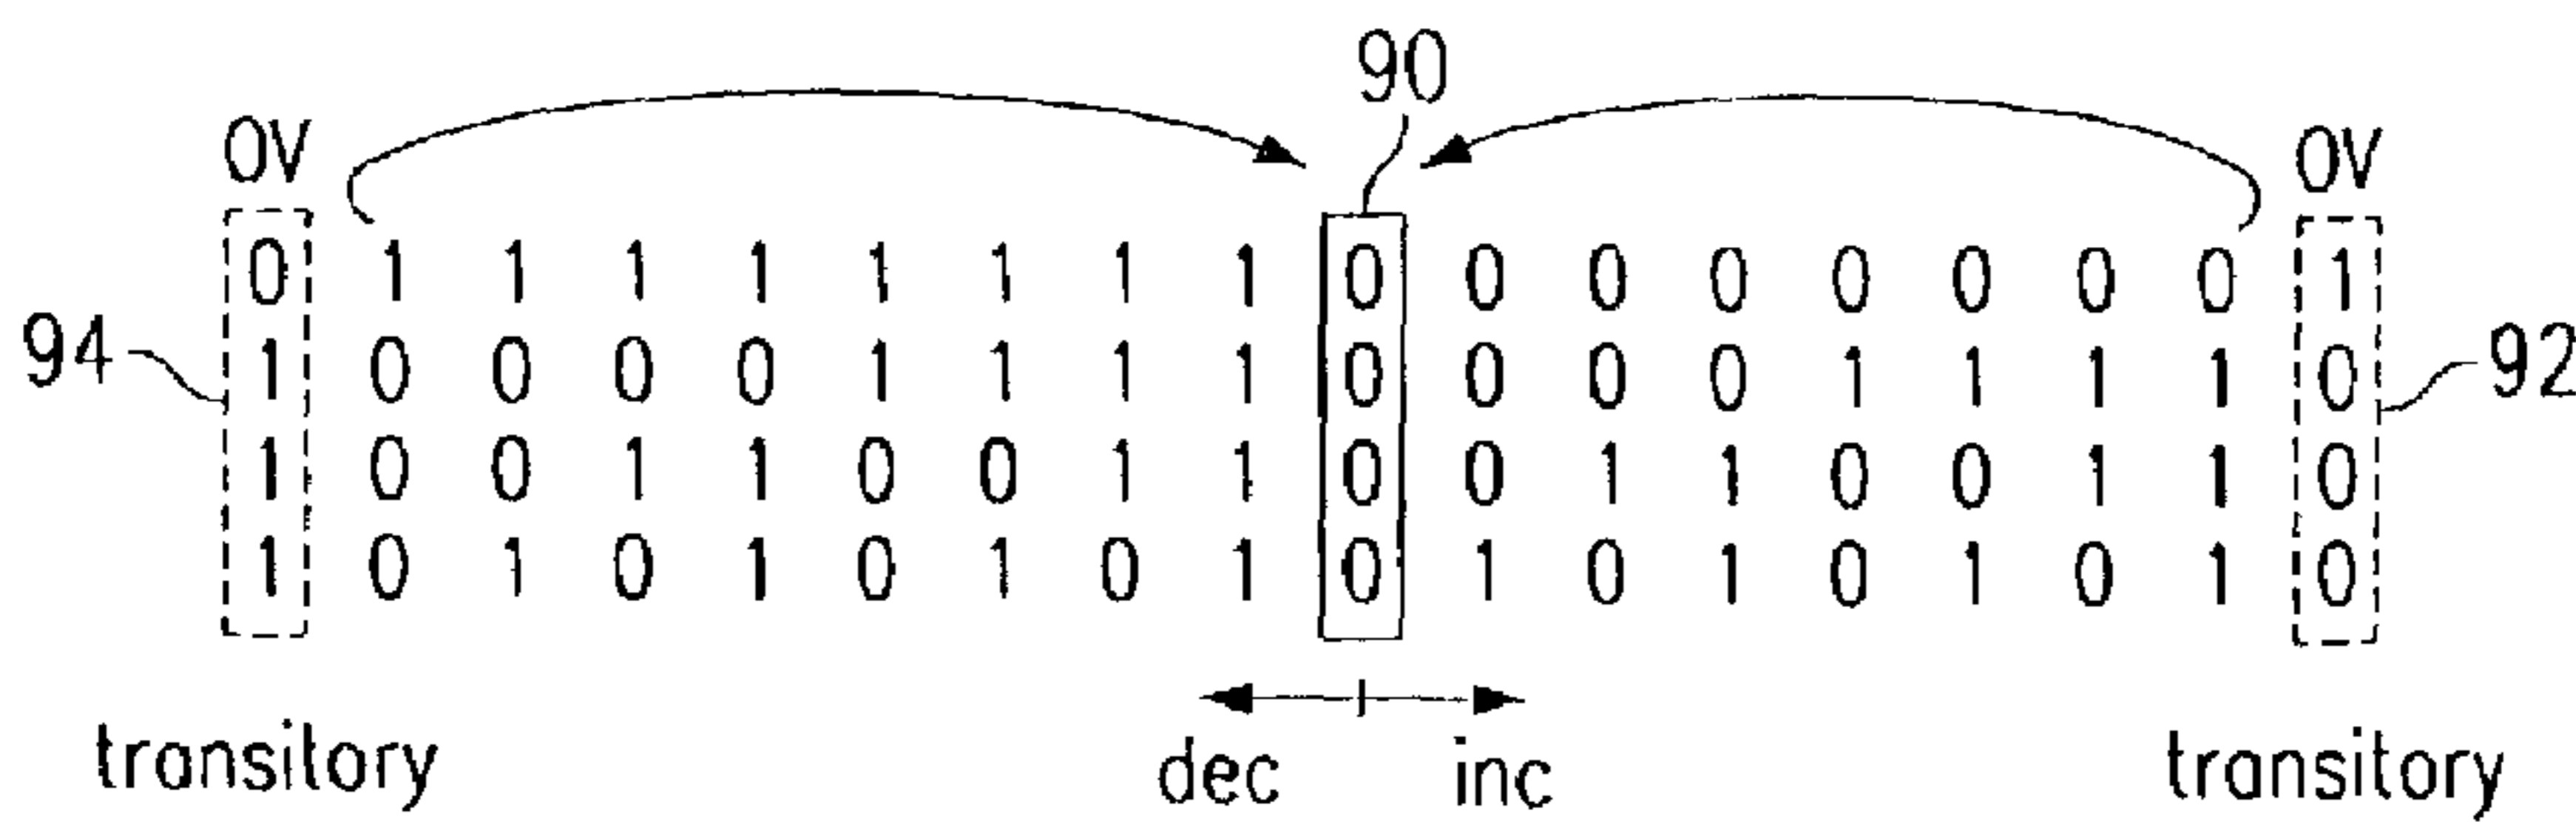 90
OV OV
0 1 1 1 1 1 1 1 1 0 0 0 0 0 0 0 0 1
94 1 0 0 0 0 1 1 1 1 0 0 0 0 1 1 1 1 0 92
1 0 0 1 1 0 0 1 1 0 0 1 1 0 0 1 1 0
1 0 1 0 1 0 1 0 1 0 1 0 1 0 1 0 1 0
transitory dec inc transitory